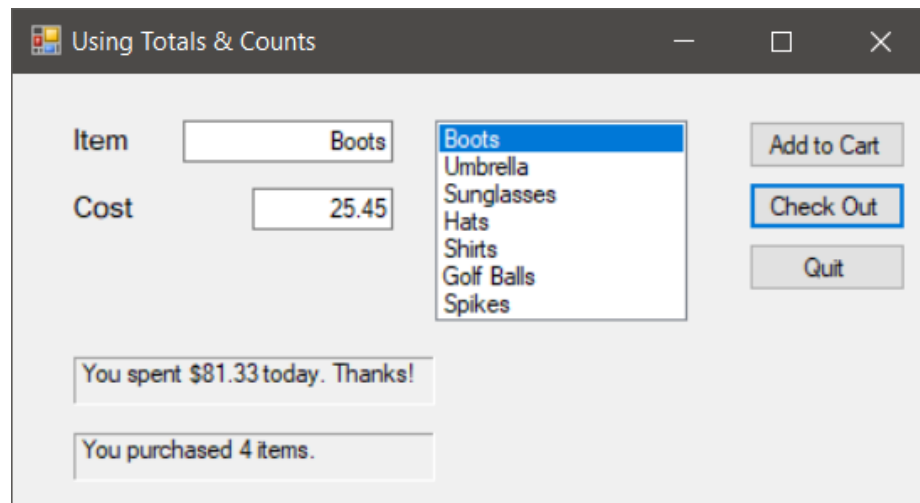 Using Totals & Counts
Item
Boots
Boots
Umbrella
Sunglasses
Hats
Shirts
Golf Balls
Spikes
Add to Cart
Cost
25.45
Check Out
Quit
You spent $81.33 today. Thanks!
You purchased 4 items.